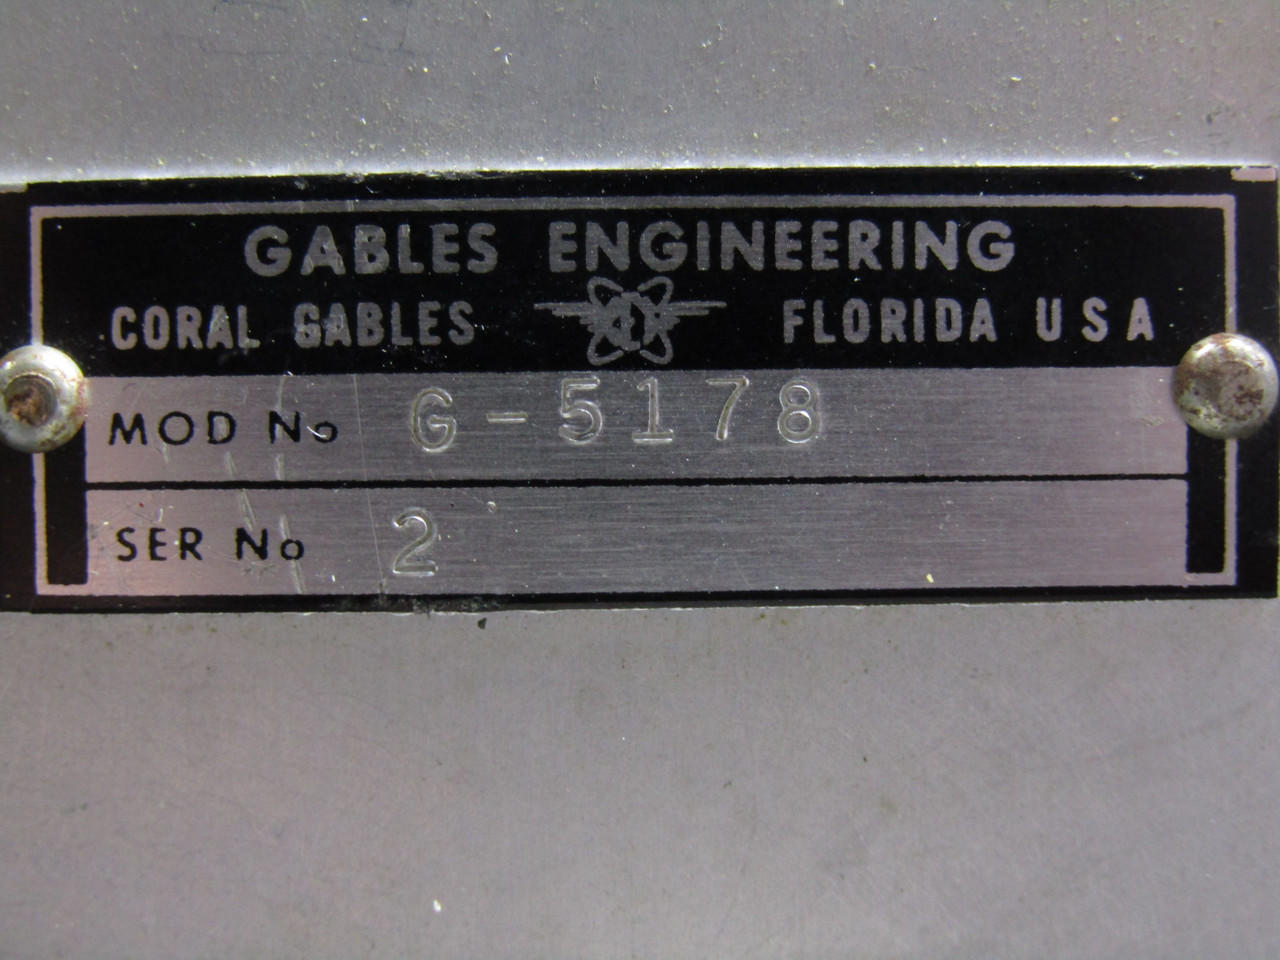 GABLES ENGINEERING
CORAL GABLES FLORIDA USA
MOD No G-5178
SER No 2